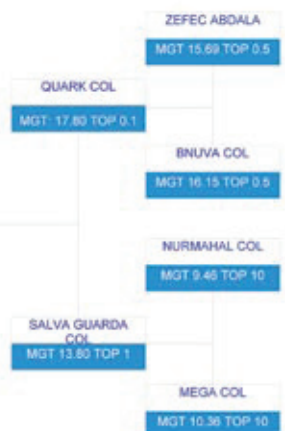 ZEFEC ABDALA
MGT 15.69 TOP 0.5
QUARK COL
MGT: 17.80 TOP 0.1
BNUVA COL
MGT 16.15 TOP 0.5
NURMAHAL COL
MGT 9.46 TOP 10
SALVA GUARDA
COL
MGT 13.80 TOP 1
MEGA COL
MGT 10.36 TOP 10